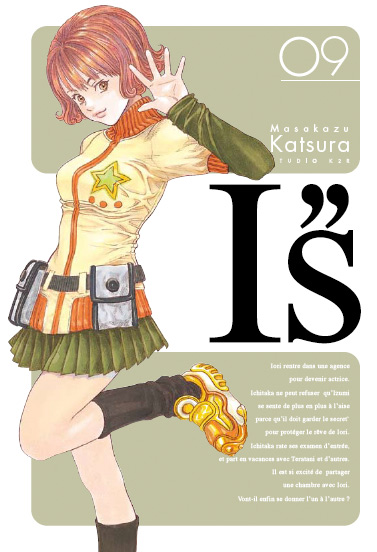 09
Masakazu
Katsura
STUDIO K2R
I"s
Iori rentre dans une agence
pour devenir actrice.
Ichitaka ne peut refuser qu'Izumi
se sente de plus en plus à l'aise
parce qu'il doit garder le secret
pour protéger le rêve de Iori.
Ichitaka rate son examen d'entrée,
et part en vacances avec Teratani et d'autres.
Il est si excité de partager
une chambre avec Iori.
Vont-il enfin se donner l'un à l'autre ?